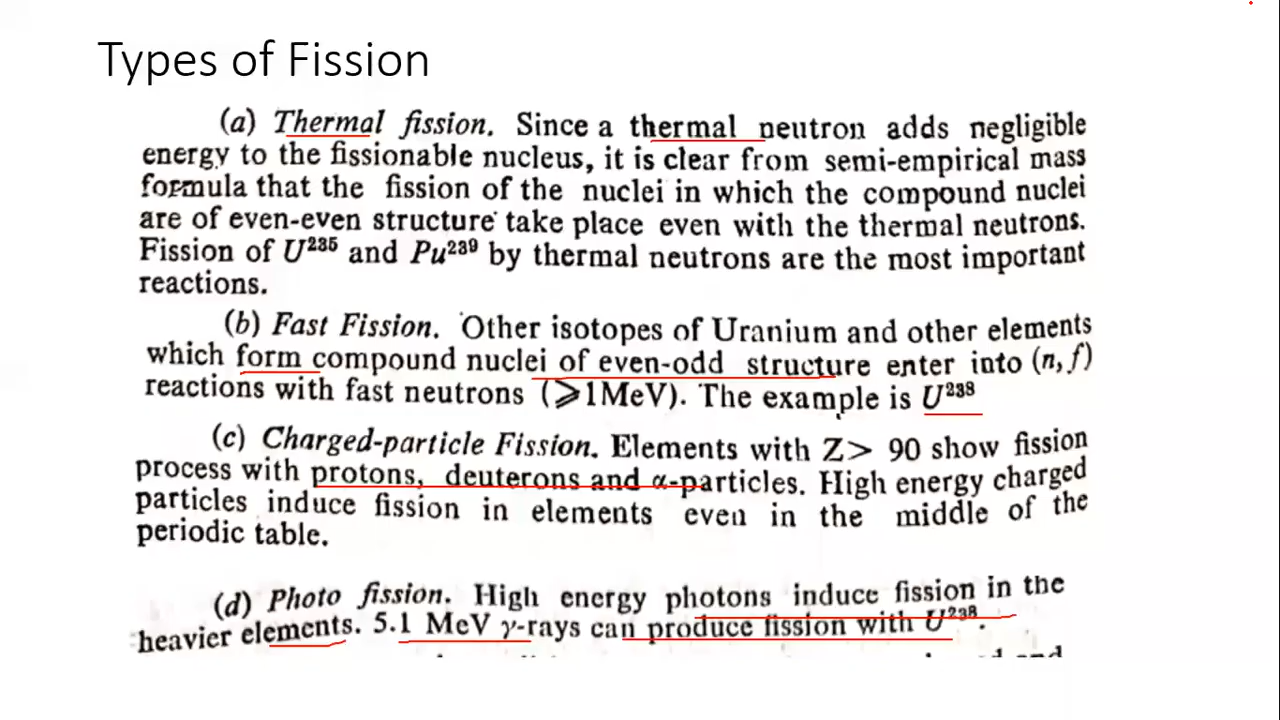 Types of Fission
(a) Thermal fission. Since a thermal neutron adds negligible
energy to the fissionable nucleus, it is clear from semi-empirical mass
formula that the fission of the nuclei in which the compound nuclei
are of even-even structure take place even with the thermal neutrons.
Fission of U²³⁵ and Pu²³⁹ by thermal neutrons are the most important
reactions.
(b) Fast Fission. Other isotopes of Uranium and other elements
which form compound nuclei of even-odd structure enter into (n, f)
reactions with fast neutrons (⩾1MeV). The example is U²³⁸
(c) Charged-particle Fission. Elements with Z> 90 show fission
process with protons, deuterons and α-particles. High energy charged
particles induce fission in elements even in the middle of the
periodic table.
(d) Photo fission. High energy photons induce fission in the
heavier elements. 5.1 MeV γ-rays can produce fission with U²³⁸.